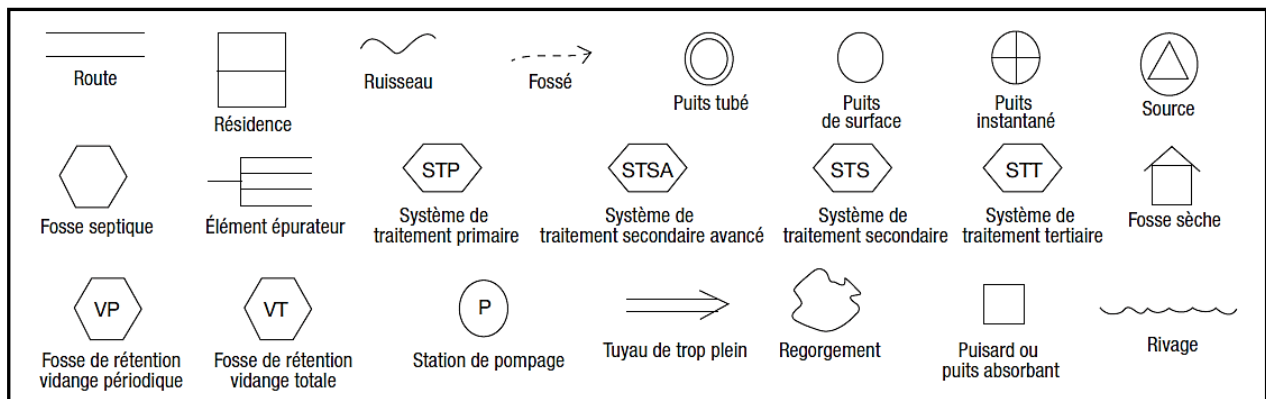 Route
Résidence
Ruisseau
Fossé
Puits tubé
Puits
de surface
Puits
instantané
Source
Fosse septique
Élément épurateur
STP
Système de
traitement primaire
STSA
Système de
traitement secondaire avancé
STS
Système de
traitement secondaire
STT
Système de
traitement tertiaire
Fosse sèche
VP
Fosse de rétention
vidange périodique
VT
Fosse de rétention
vidange totale
P
Station de pompage
Tuyau de trop plein
Regorgement
Puisard ou
puits absorbant
Rivage